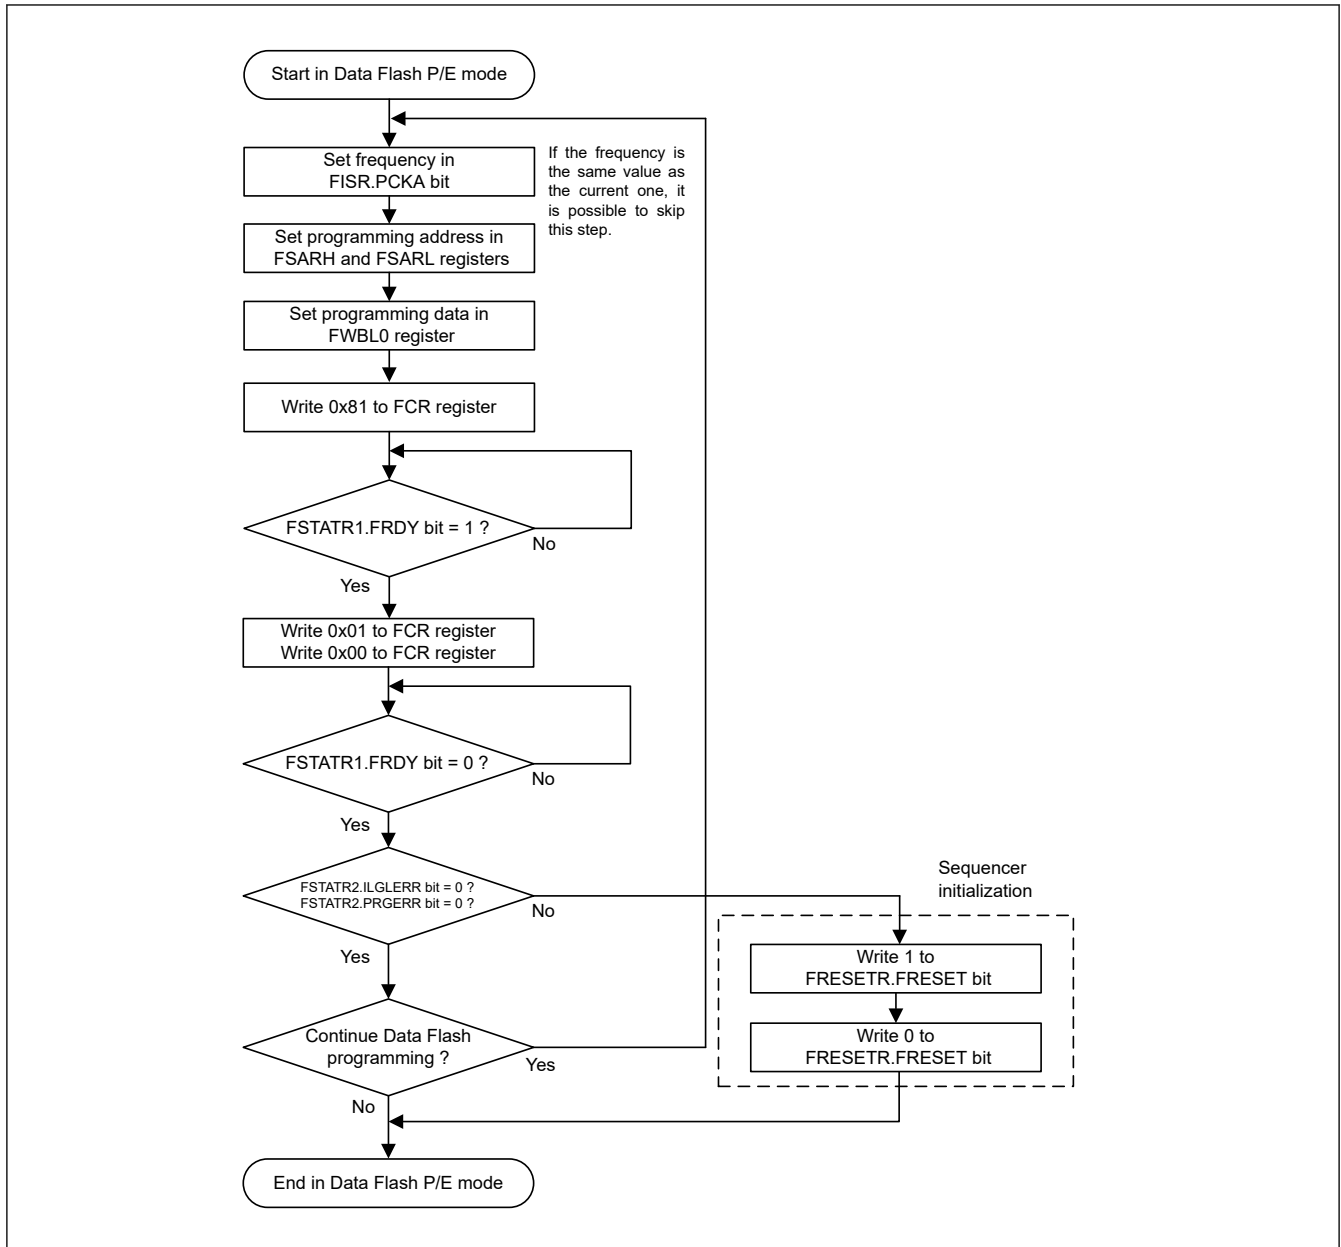 Start in Data Flash P/E mode
Set frequency in
FISR.PCKA bit
If the frequency is
the same value as
the current one, it
is possible to skip
this step.
Set programming address in
FSARH and FSARL registers
Set programming data in
FWBL0 register
Write 0x81 to FCR register
FSTATR1.FRDY bit = 1 ?
No
Yes
Write 0x01 to FCR register
Write 0x00 to FCR register
FSTATR1.FRDY bit = 0 ?
No
Yes
FSTATR2.ILGLERR bit = 0 ?
FSTATR2.PRGERR bit = 0 ?
No
Yes
Sequencer
initialization
Write 1 to
FRESETR.FRESET bit
Write 0 to
FRESETR.FRESET bit
Continue Data Flash
programming ?
Yes
No
End in Data Flash P/E mode